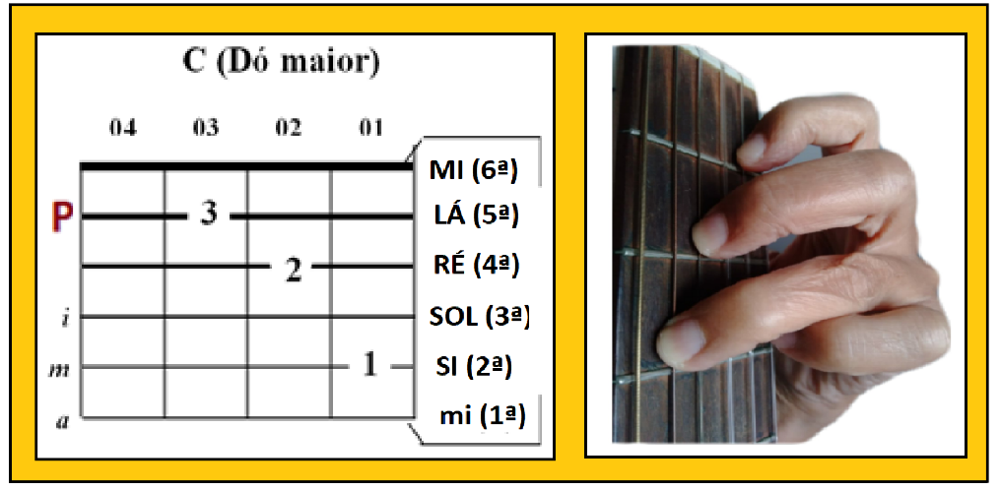 C (Dó maior)
04 03 02 01
MI (6ª)
P 3 LÁ (5ª)
2 RÉ (4ª)
i SOL (3ª)
m 1 SI (2ª)
a mi (1ª)